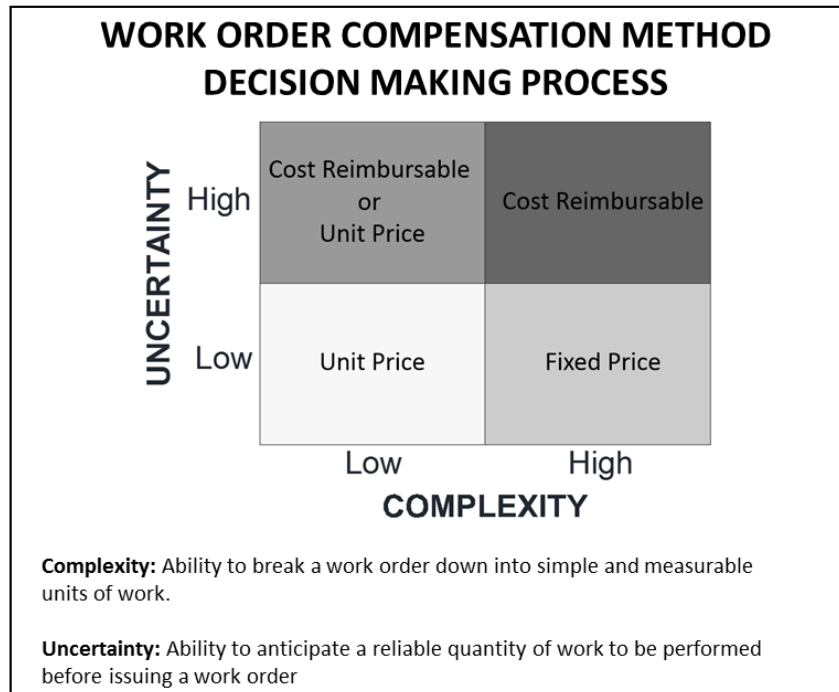 WORK ORDER COMPENSATION METHOD
DECISION MAKING PROCESS
UNCERTAINTY
High
Cost Reimbursable
or
Unit Price
Cost Reimbursable
Low
Unit Price
Fixed Price
Low
High
COMPLEXITY
Complexity: Ability to break a work order down into simple and measurable
units of work.
Uncertainty: Ability to anticipate a reliable quantity of work to be performed
before issuing a work order